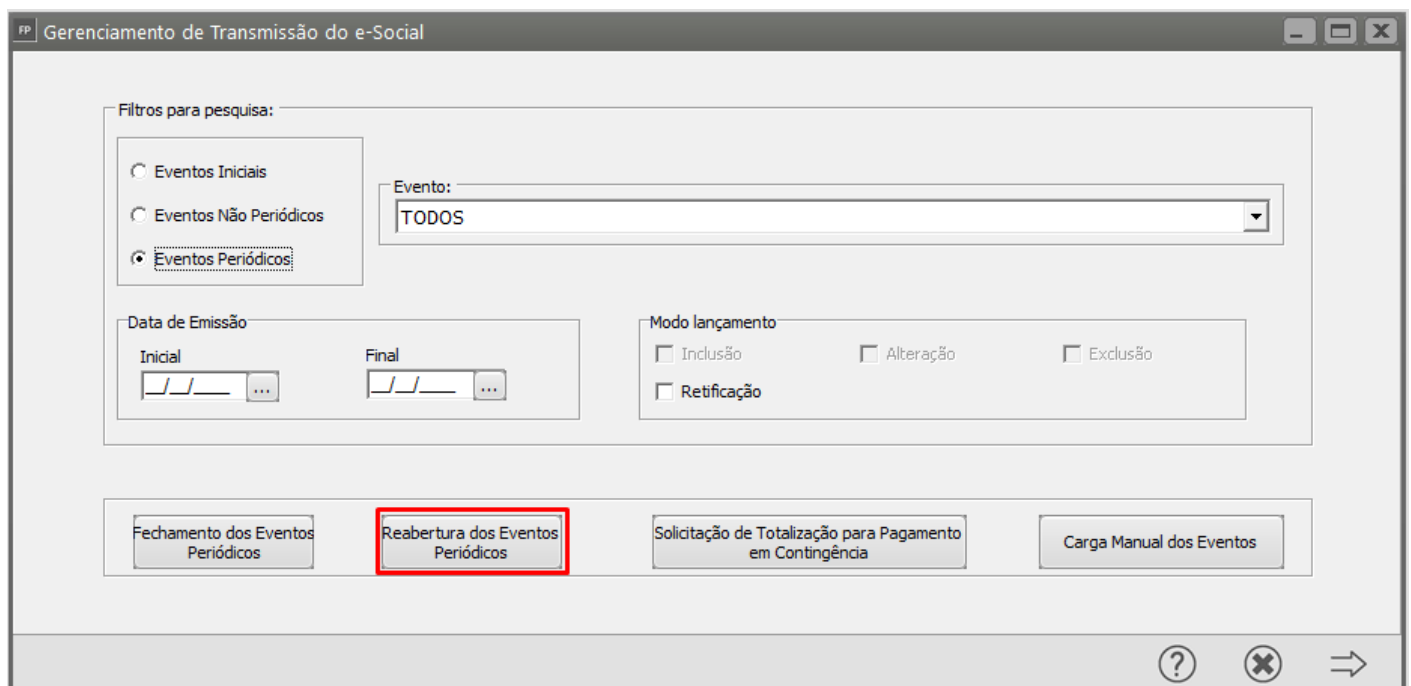 FP Gerenciamento de Transmissão do e-Social
Filtros para pesquisa:
Eventos Iniciais
Eventos Não Periódicos
Eventos Periódicos
Evento:
TODOS
Data de Emissão
Inicial
Final
__/__/____ ...
__/__/____ ...
Modo lançamento
Inclusão
Alteração
Exclusão
Retificação
Fechamento dos Eventos
Periódicos
Reabertura dos Eventos
Periódicos
Solicitação de Totalização para Pagamento
em Contingência
Carga Manual dos Eventos
?